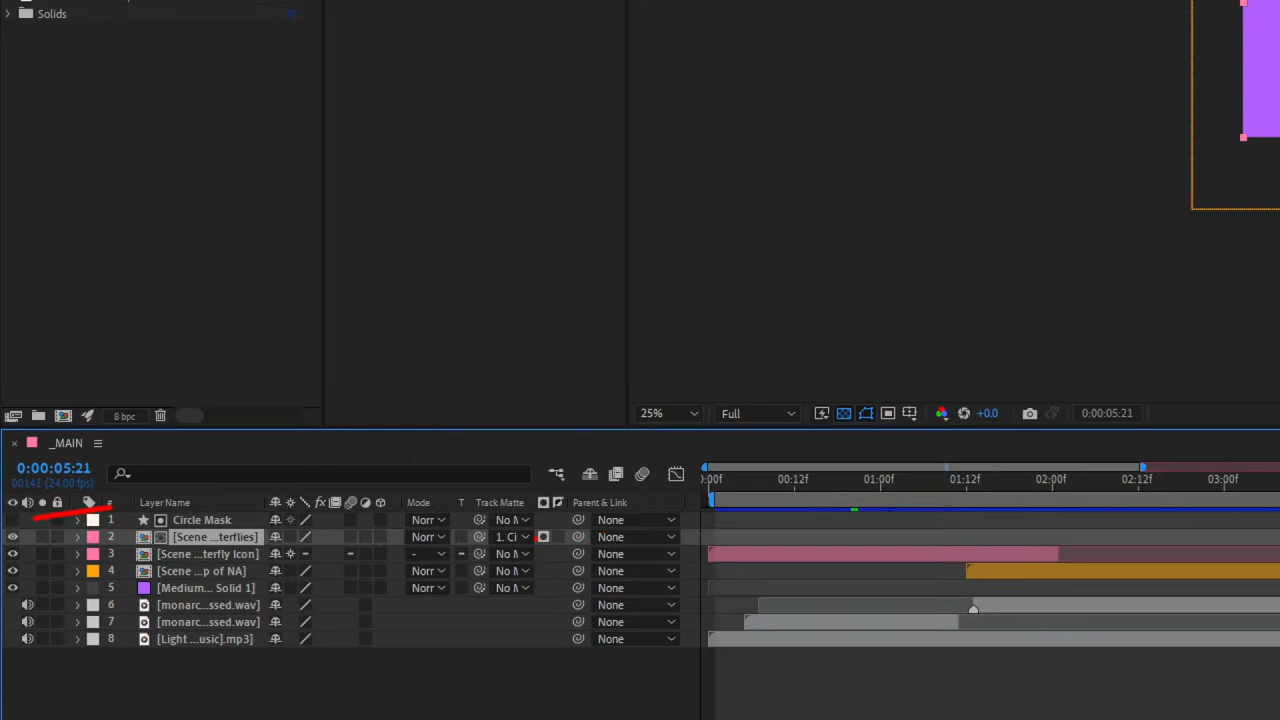 Solids
8 bpc
25% Full +0.0 0:00:05:21
_MAIN
0:00:05:21
00141 (24.00 fps)
:00f 00:12f 01:00f 01:12f 02:00f 02:12f 03:00f
# Layer Name fx Mode T Track Matte Parent & Link
1 Circle Mask Norr No M None
2 [Scene ...terflies] Norr 1. Ci None
3 [Scene ...terfly Icon] - No M None
4 [Scene ...p of NA] Norr No M None
5 [Medium... Solid 1] Norr No M None
6 [monarc...ssed.wav] None
7 [monarc...ssed.wav] None
8 [Light ...usic].mp3] None